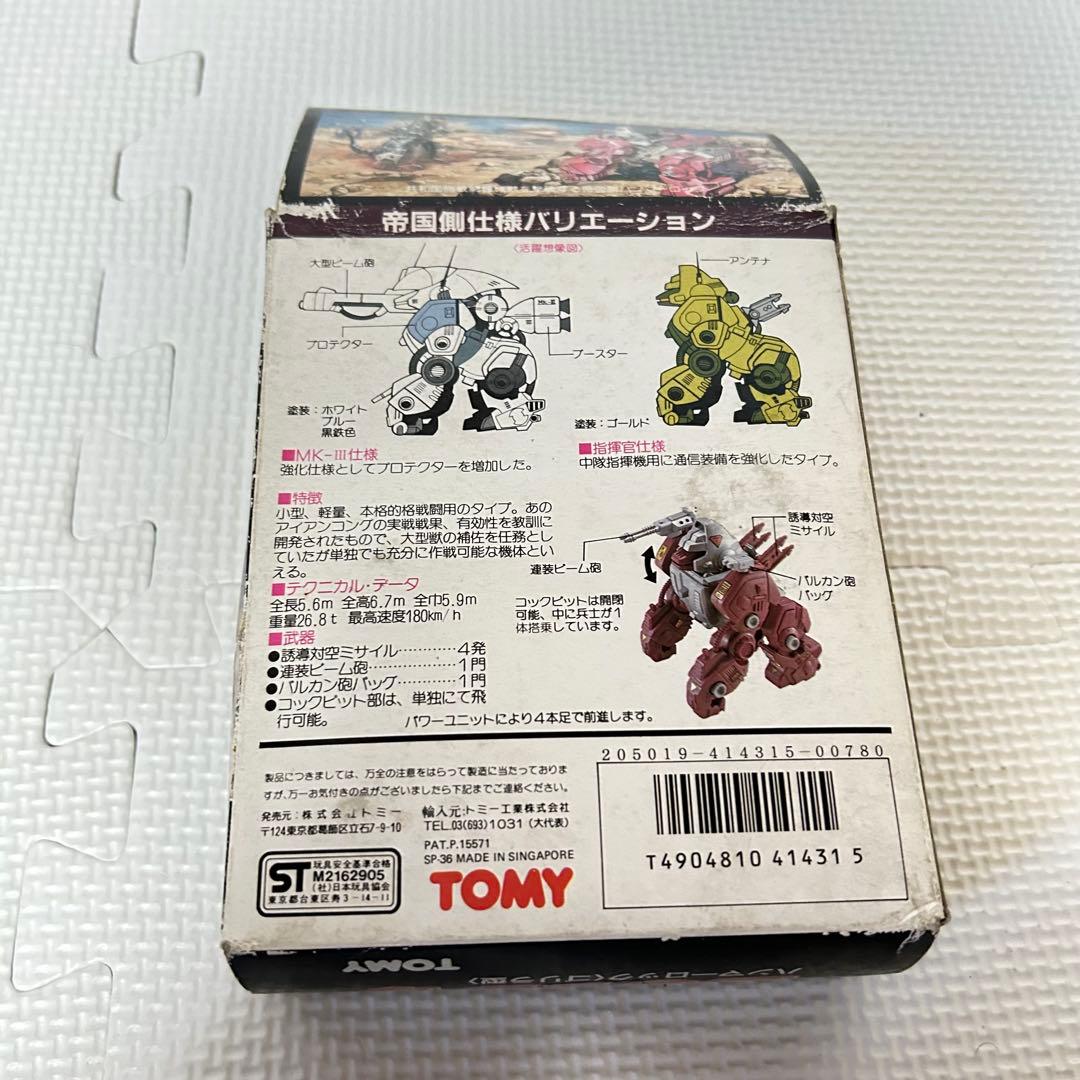 帝国側仕様バリエーション
〈活躍想像図〉
大型ビーム砲
アンテナ
MK-III
プロテクター
ブースター
塗装：ホワイト
ブルー
黒鉄色
塗装：ゴールド
■MK-III仕様
強化仕様としてプロテクターを増加した。
■指揮官仕様
中隊指揮機用に通信装備を強化したタイプ。
■特徴
小型、軽量、本格的格戦闘用のタイプ。あの
アイアンコングの実戦戦果、有効性を教訓に
開発されたもので、大型獣の補佐を任務とし
ていたが単独でも充分に作戦可能な機体とい
える。
誘導対空
ミサイル
連装ビーム砲
バルカン砲
バッグ
コックピットは開閉
可能、中に兵士が1
体搭乗しています。
■テクニカル・データ
全長5.6m 全高6.7m 全巾5.9m
重量26.8t 最高速度180km/h
■武器
●誘導対空ミサイル…………4発
●連装ビーム砲………………1門
●バルカン砲バッグ…………1門
●コックピット部は、単独にて飛
行可能。
パワーユニットにより4本足で前進します。
製品につきましては、万全の注意をはらって製造に当たっておりま
すが、万一お気付きの点がございましたら下記までご連絡ください。
発売元：株式会社トミー 輸入元：トミー工業株式会社
〒124東京都葛飾区立石7-9-10 TEL.03(693)1031（大代表）
PAT.P.15571
SP-36 MADE IN SINGAPORE
ST
玩具安全基準合格
M2162905
(社)日本玩具協会
東京都台東区寿3-14-11
TOMY
205019-414315-00780
T4904810 41431 5
TOMY
ハンマーロック〈ゴリラ型〉